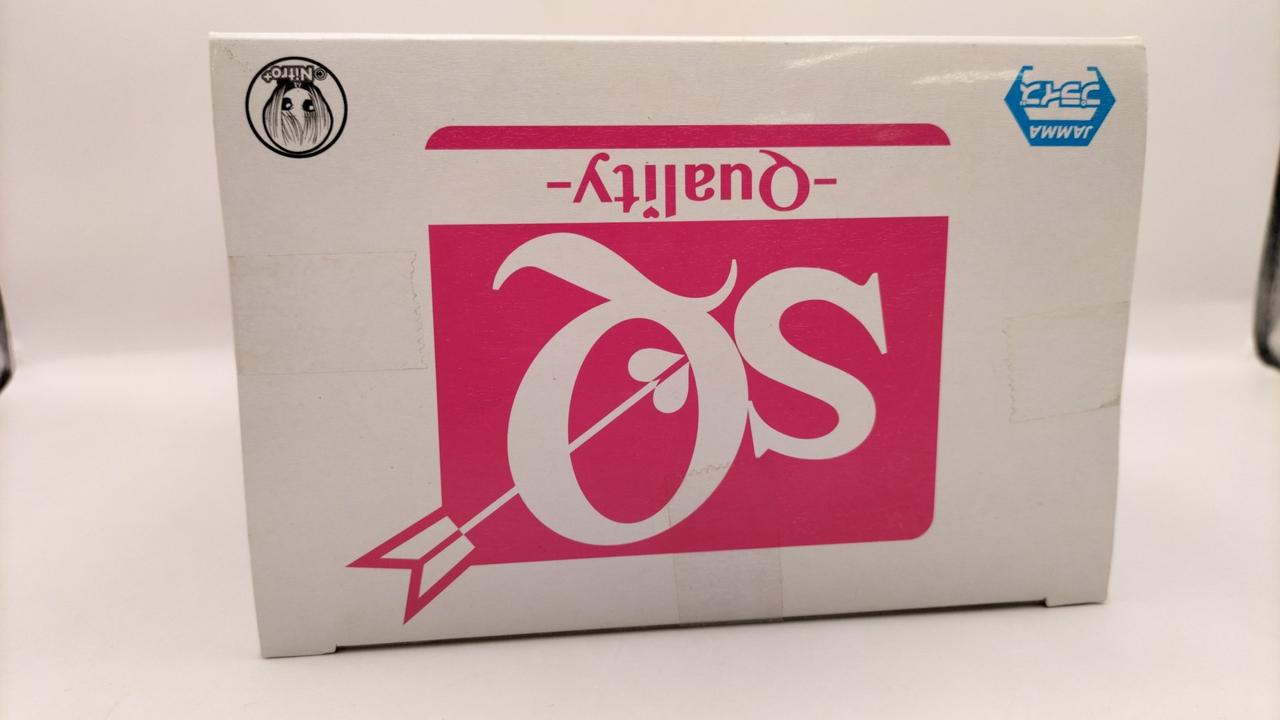 SQ
-Quality-
JAMMA
プライズ
©Nitro+